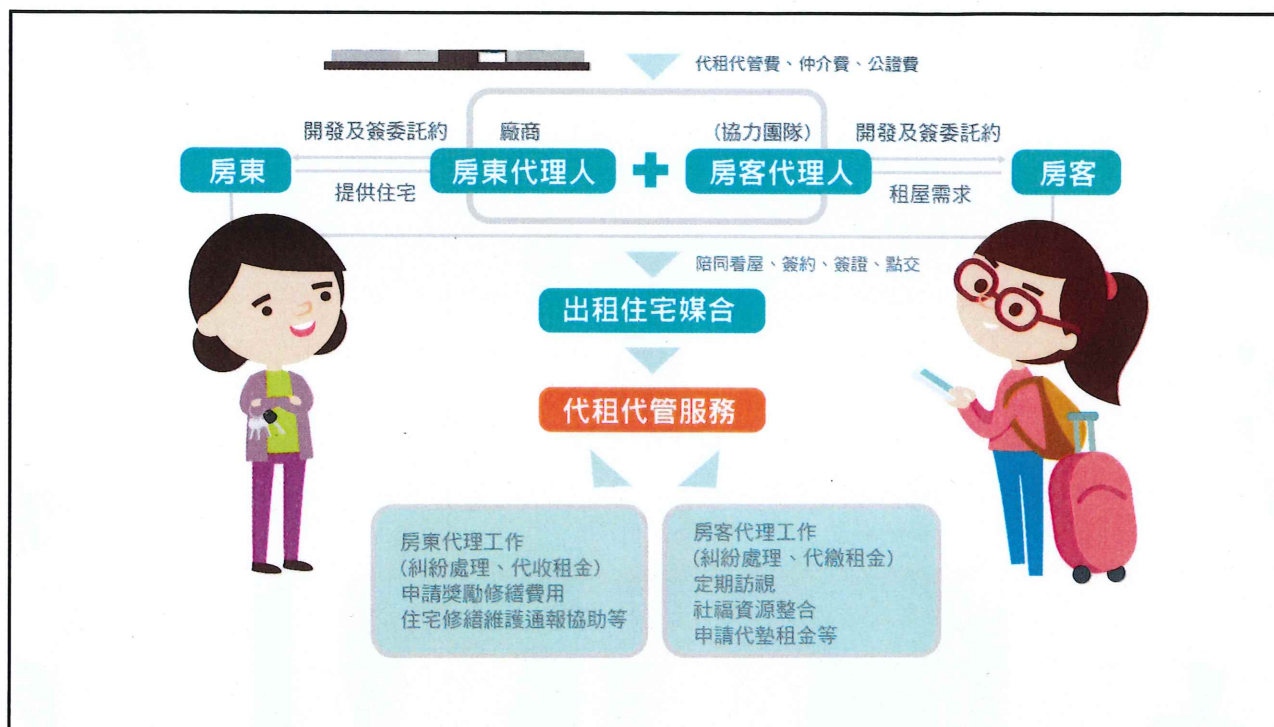 代租代管費、仲介費、公證費
開發及簽委託約
廠商
(協力團隊)
開發及簽委託約
房東
房東代理人
房客代理人
房客
提供住宅
租屋需求
陪同看屋、簽約、簽證、點交
出租住宅媒合
代租代管服務
房東代理工作
(糾紛處理、代收租金)
申請獎勵修繕費用
住宅修繕維護通報協助等
房客代理工作
(糾紛處理、代繳租金)
定期訪視
社福資源整合
申請代墊租金等